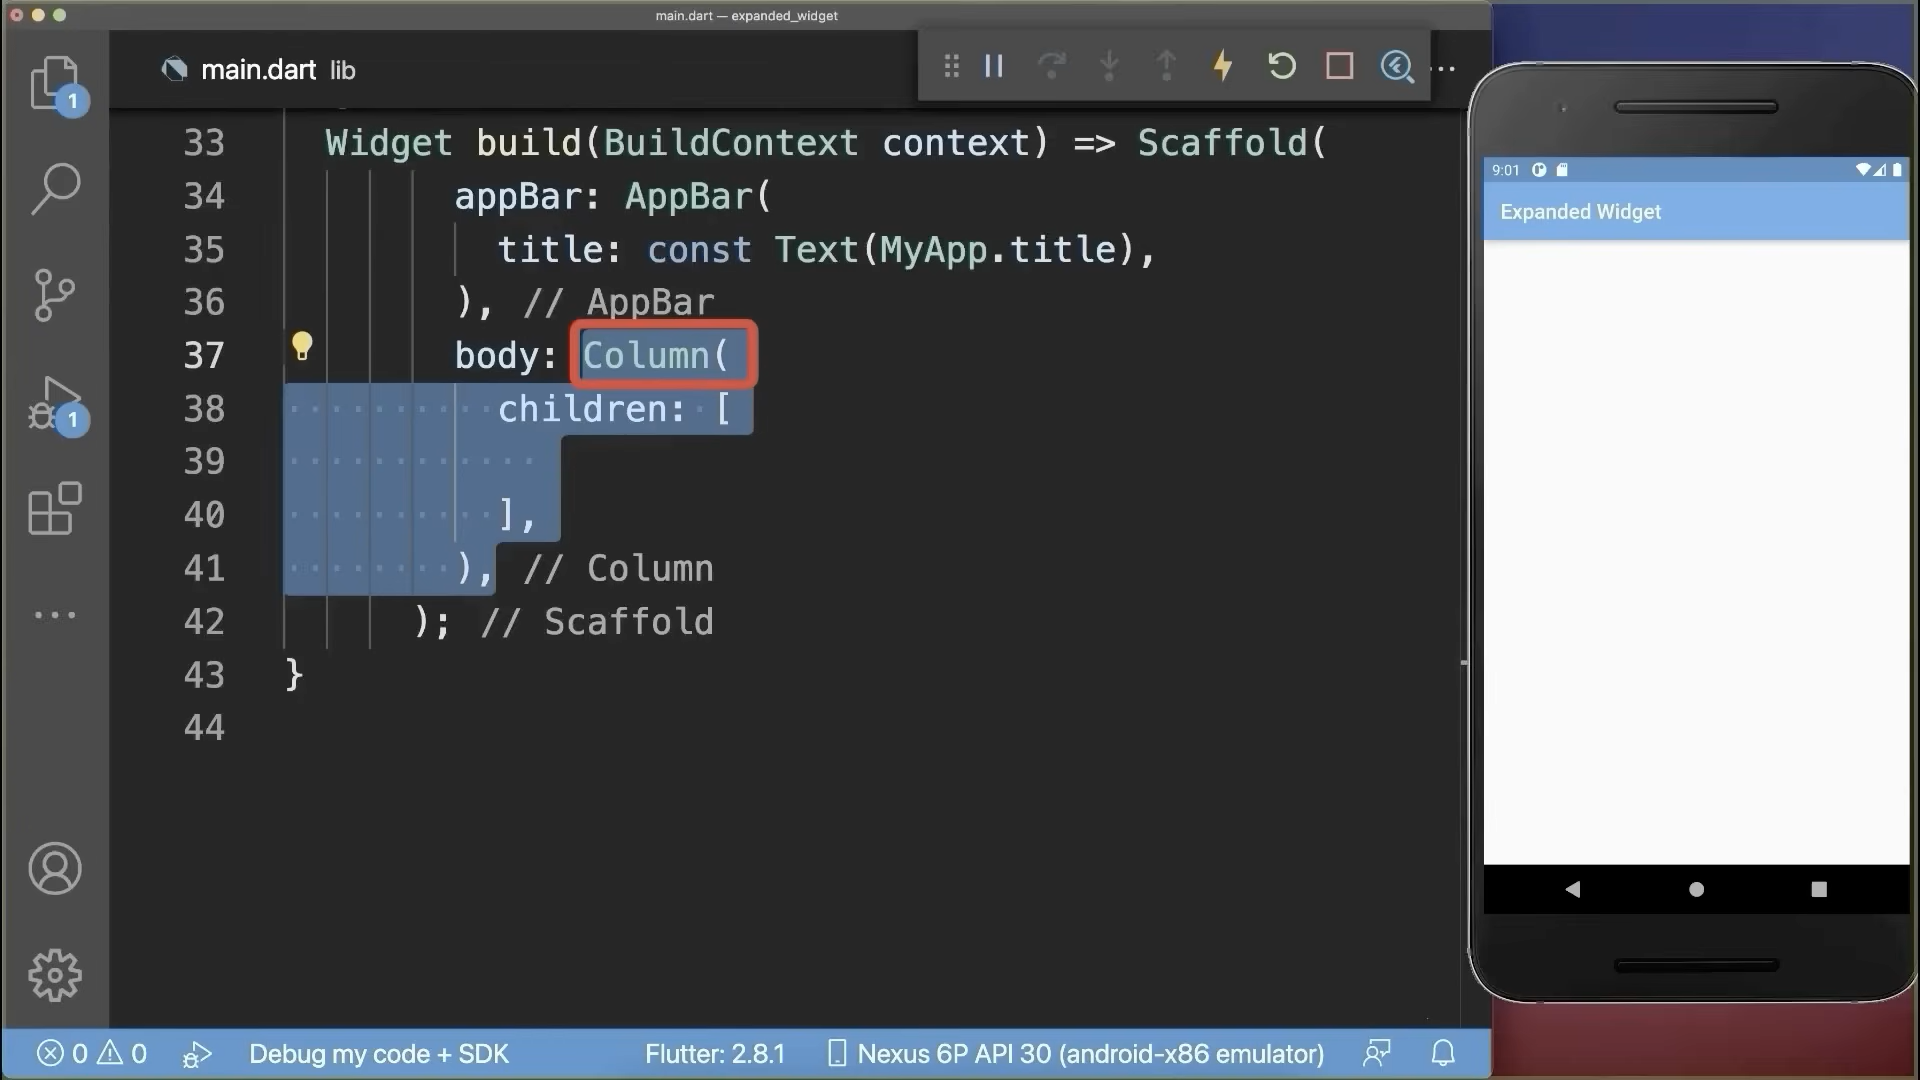 main.dart — expanded_widget
main.dart lib
1
33 Widget build(BuildContext context) => Scaffold(
34 appBar: AppBar(
35 title: const Text(MyApp.title),
36 ), // AppBar
37 body: Column(
38 children: [
39
40 ],
41 ), // Column
42 ); // Scaffold
43 }
44
1
0 0 Debug my code + SDK Flutter: 2.8.1 Nexus 6P API 30 (android-x86 emulator)
9:01
Expanded Widget